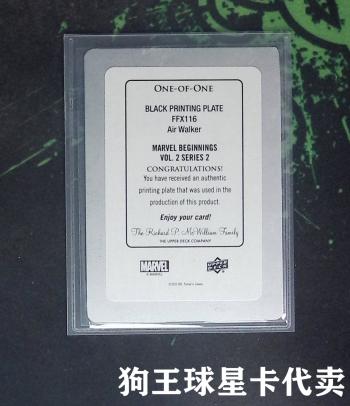 ONE-OF-ONE
BLACK PRINTING PLATE
FFX116
Air Walker
MARVEL BEGINNINGS
VOL. 2 SERIES 2
CONGRATULATIONS!
You have received an authentic
printing plate that was used in the
production of this product.
Enjoy your card!
The Richard P. McWilliam Family
THE UPPER DECK COMPANY
MARVEL
UPPER DECK
狗王球星卡代卖